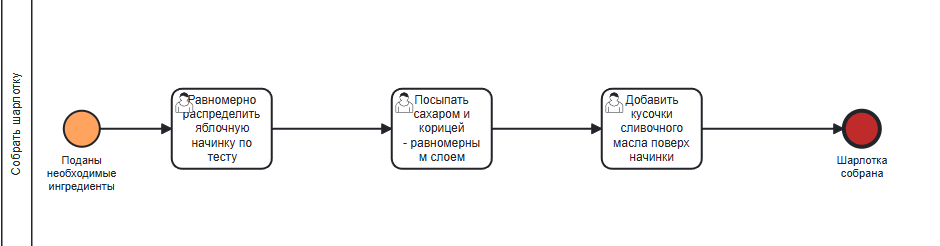 Собрать шарлотку
Поданы
необходимые
ингредиенты
Равномерно
распределить
яблочную
начинку по
тесту
Посыпать
сахаром и
корицей
- равномерны
м слоем
Добавить
кусочки
сливочного
масла поверх
начинки
Шарлотка
собрана